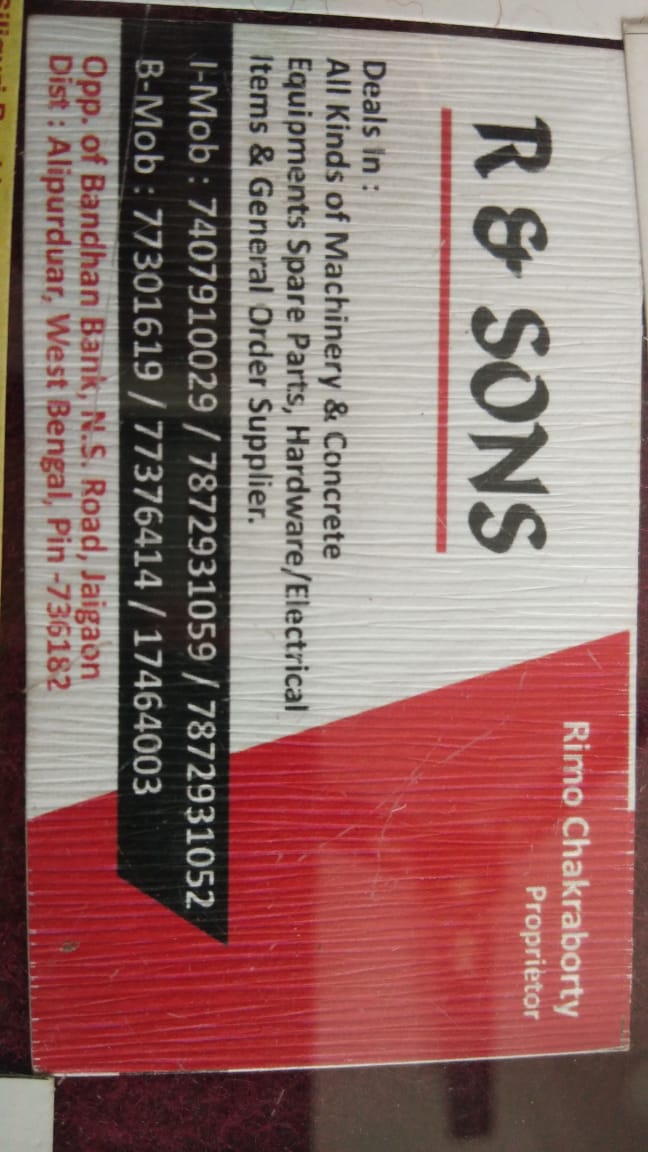 R & SONS
Rimo Chakraborty
Proprietor
Deals in :
All Kinds of Machinery & Concrete
Equipments Spare Parts, Hardware/Electrical
Items & General Order Supplier.
I-Mob : 7407910029 / 7872931059 / 7872931052
B-Mob : 77301619 / 77376414 / 17464003
Opp. of Bandhan Bank, N.S. Road, Jaigaon
Dist : Alipurduar, West Bengal, Pin -736182